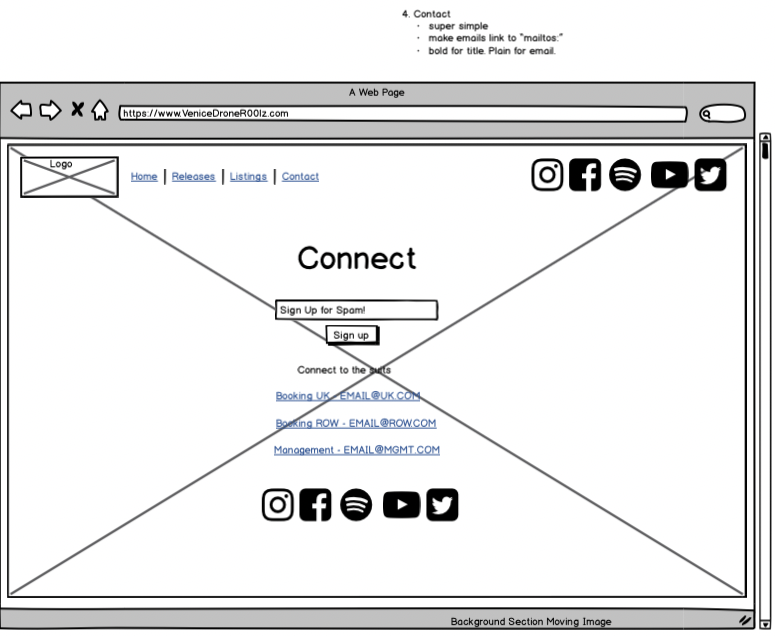 4. Contact
· super simple
· make emails link to "mailtos:"
· bold for title. Plain for email.
A Web Page
https://www.VeniceDroneR00lz.com
Logo
Home | Releases | Listings | Contact
Connect
Sign Up for Spam!
Sign up
Connect to the suits
Booking UK - EMAIL@UK.COM
Booking ROW - EMAIL@ROW.COM
Management - EMAIL@MGMT.COM
Background Section Moving Image